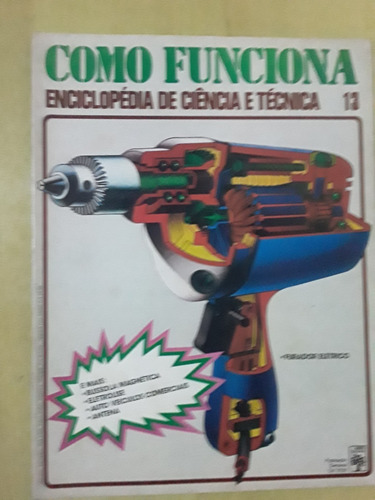 COMO FUNCIONA
ENCICLOPÉDIA DE CIÊNCIA E TÉCNICA 13
•FURADOR ELÉTRICO
E MAIS:
•BÚSSOLA MAGNÉTICA
•ELETRÓLISE
•AUTO VEÍCULOS COMERCIAIS
•ANTENA